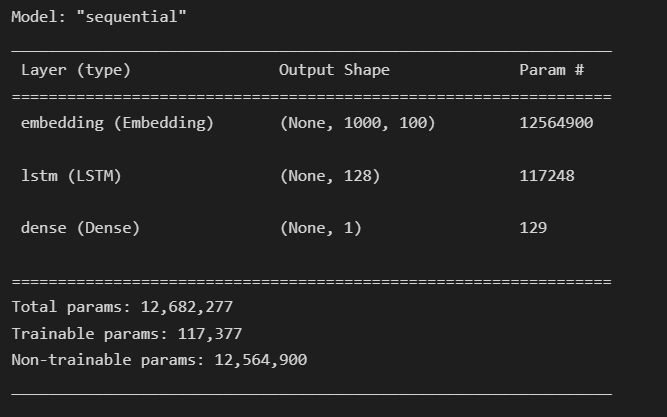 Model: "sequential"
_________________________________________________________________
Layer (type) Output Shape Param #
=================================================================
embedding (Embedding) (None, 1000, 100) 12564900
lstm (LSTM) (None, 128) 117248
dense (Dense) (None, 1) 129
=================================================================
Total params: 12,682,277
Trainable params: 117,377
Non-trainable params: 12,564,900
_________________________________________________________________